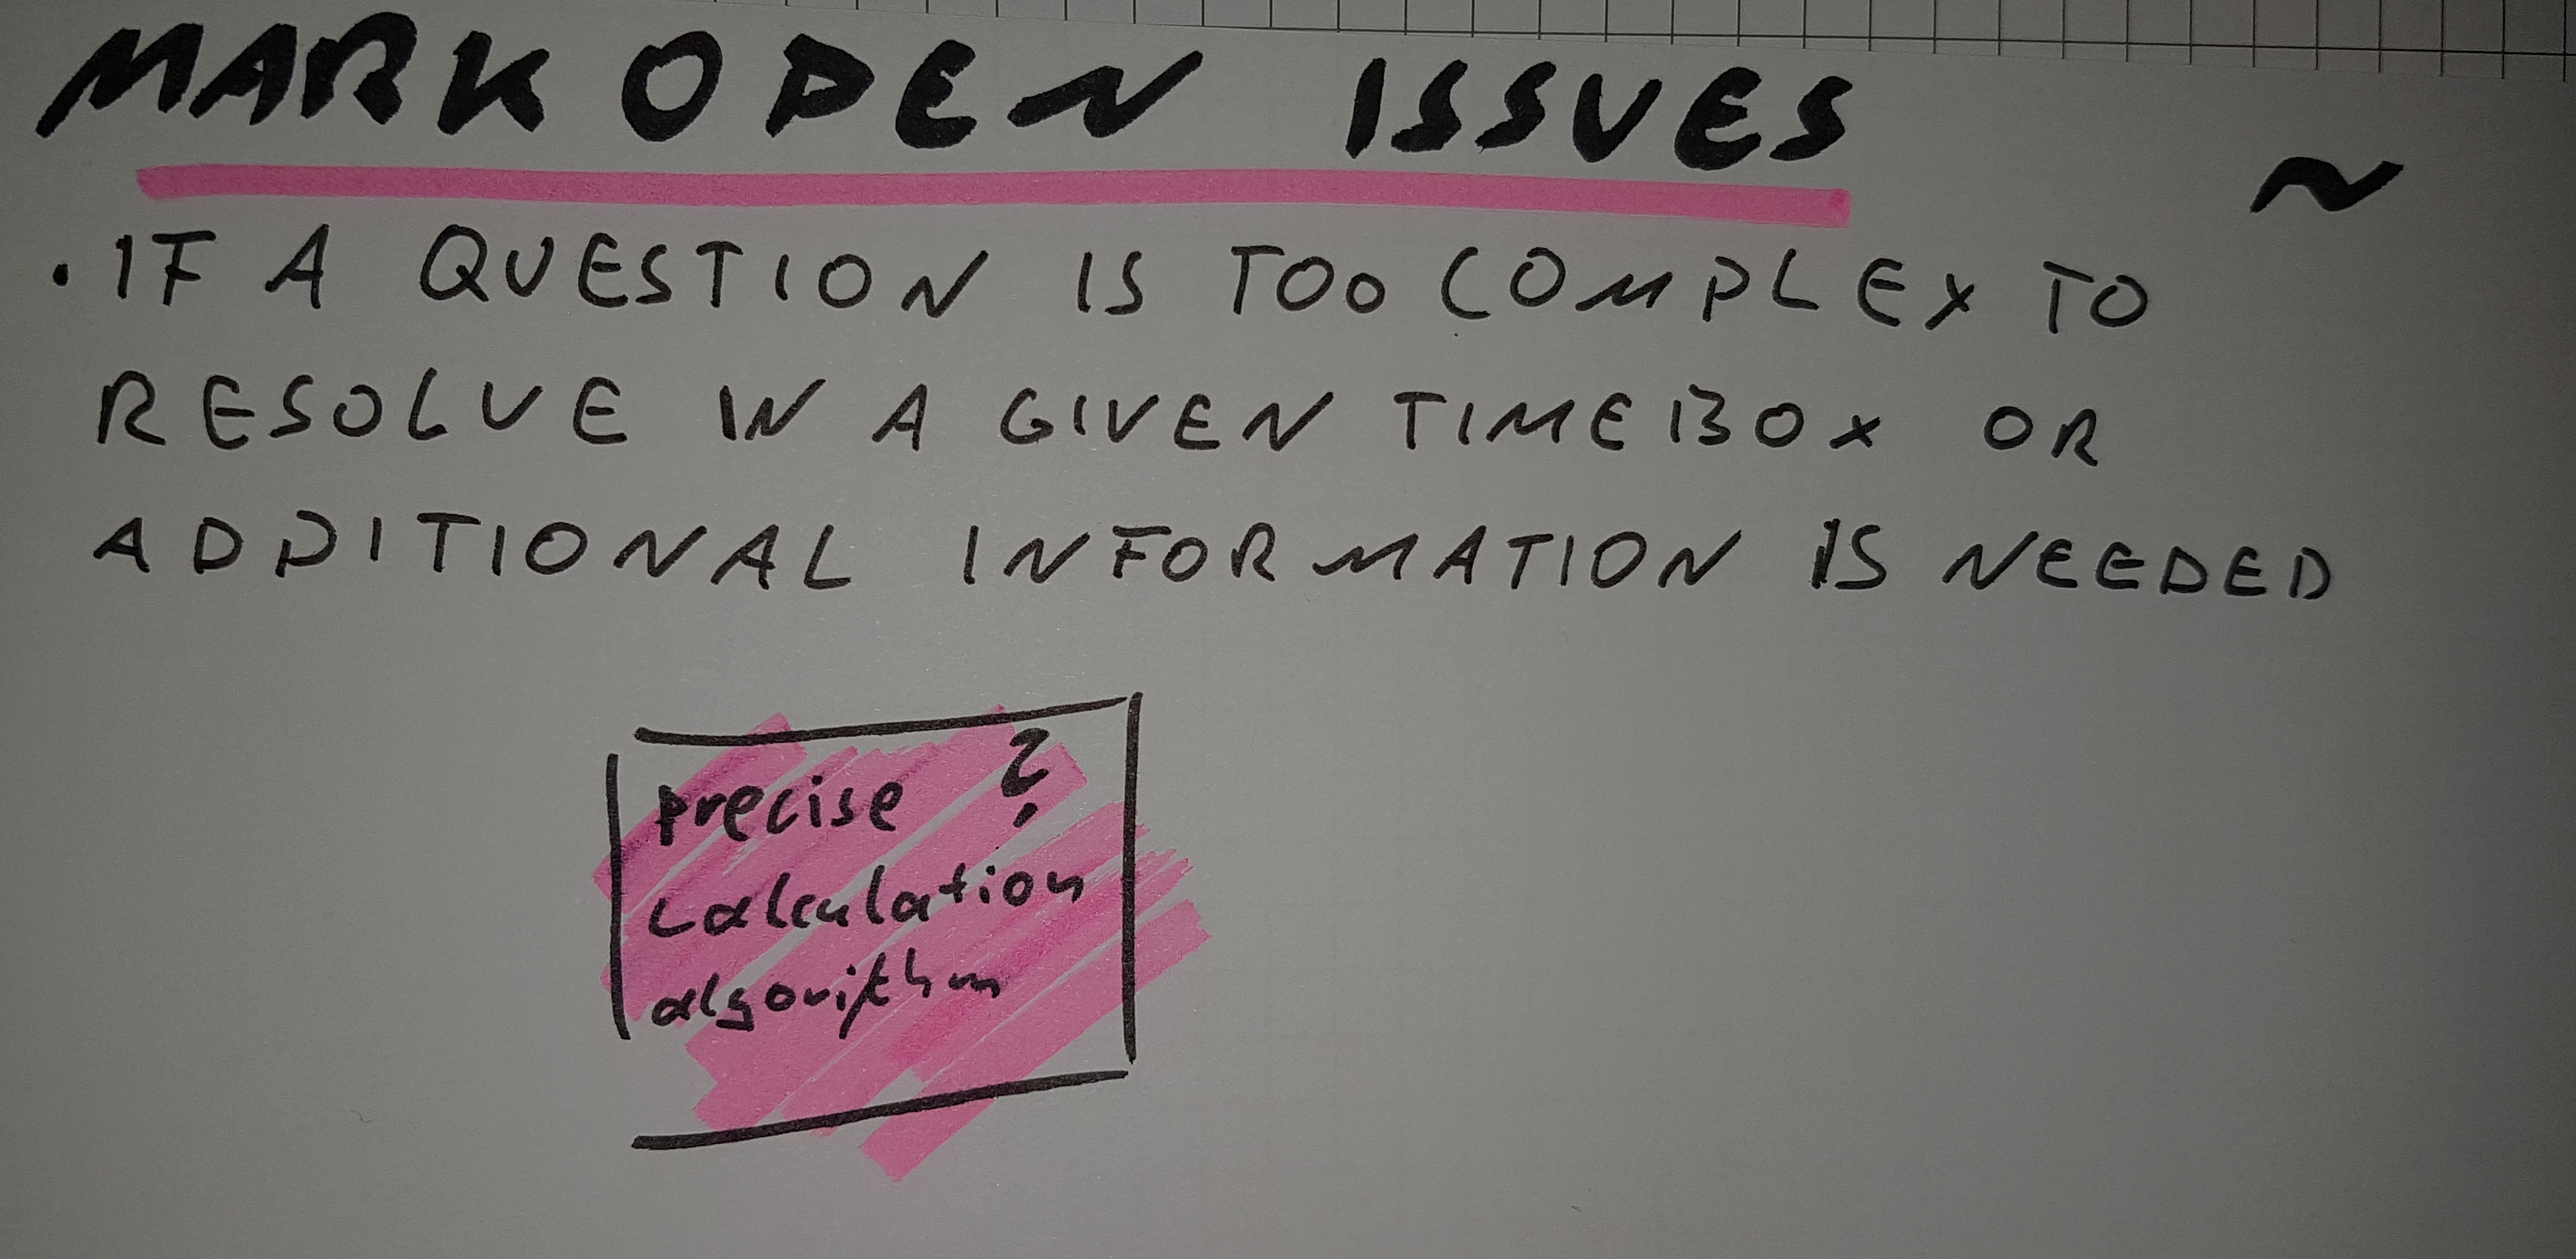 MARK OPEN ISSUES
~
. IF A QUESTION IS TOO COMPLEX TO
RESOLVE IN A GIVEN TIMEBOX OR
ADDITIONAL INFORMATION IS NEEDED
precise ?
calculation
algorithm